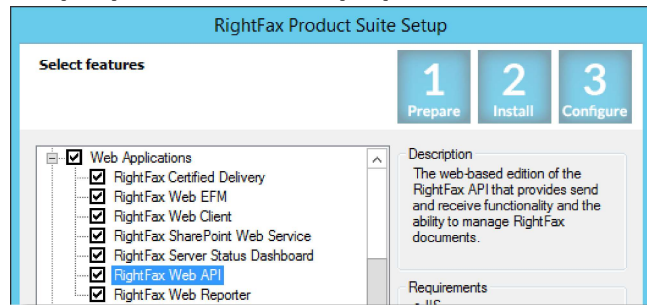 RightFax Product Suite Setup
Select features
1
Prepare
2
Install
3
Configure
Web Applications
RightFax Certified Delivery
RightFax Web EFM
RightFax Web Client
RightFax SharePoint Web Service
RightFax Server Status Dashboard
RightFax Web API
RightFax Web Reporter
Description
The web-based edition of the
RightFax API that provides send
and receive functionality and the
ability to manage RightFax
documents.
Requirements